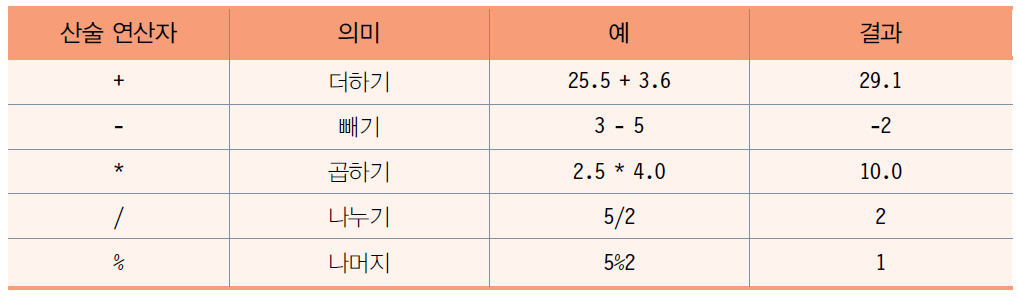 산술 연산자 의미 예 결과
+ 더하기 25.5 + 3.6 29.1
- 빼기 3 - 5 -2
* 곱하기 2.5 * 4.0 10.0
/ 나누기 5/2 2
% 나머지 5%2 1